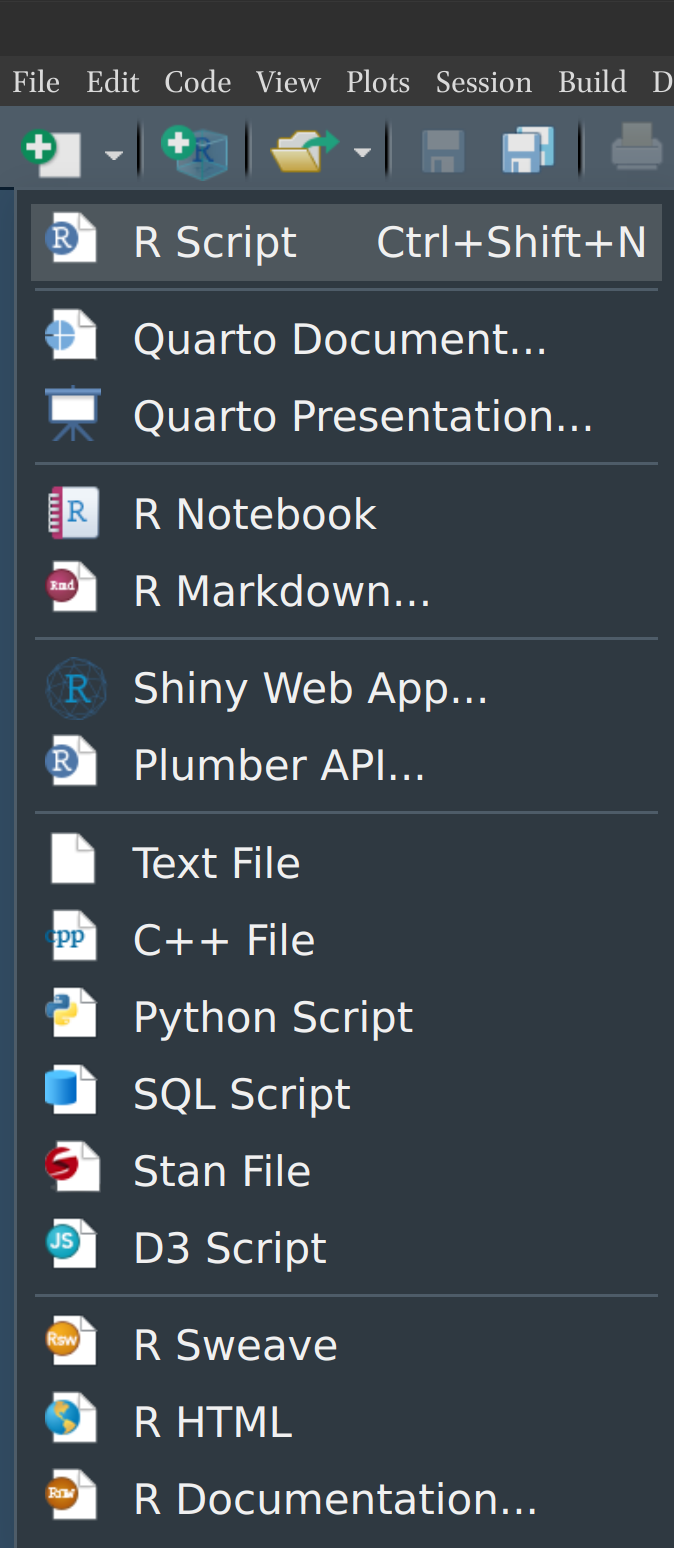 File Edit Code View Plots Session Build D
R Script Ctrl+Shift+N
Quarto Document...
Quarto Presentation...
R Notebook
R Markdown...
Shiny Web App...
Plumber API...
Text File
C++ File
Python Script
SQL Script
Stan File
D3 Script
R Sweave
R HTML
R Documentation...